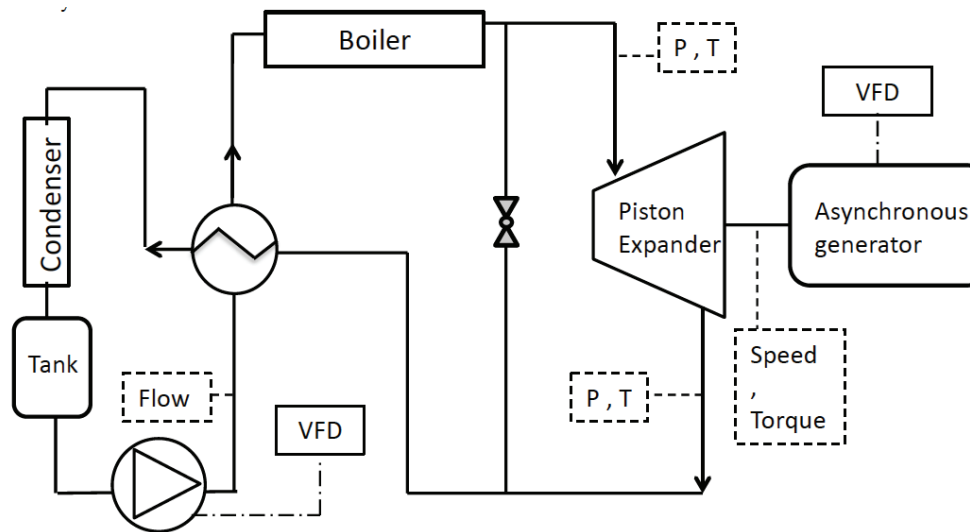 Boiler
P , T
VFD
Condenser
Piston
Expander
Asynchronous
generator
Tank
Flow
VFD
P , T
Speed
,
Torque